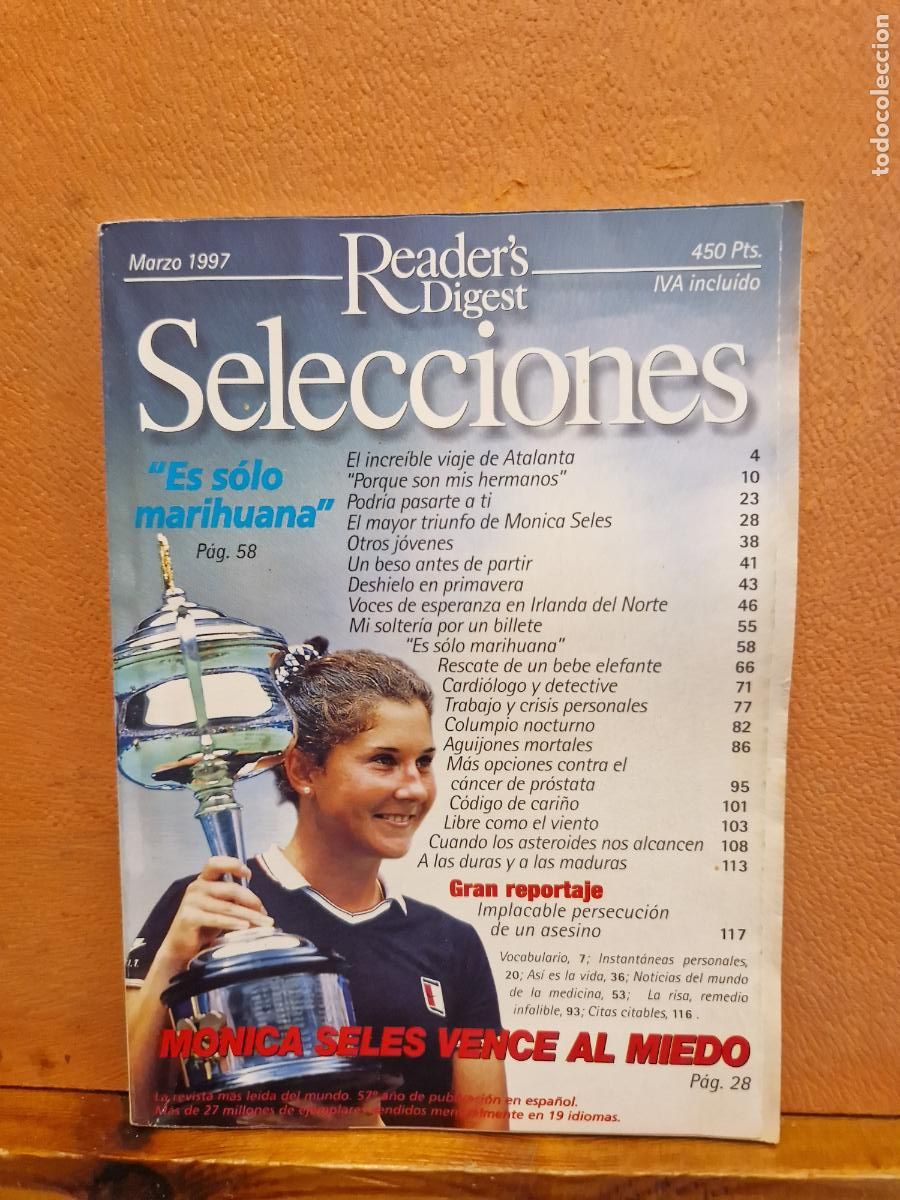 todocoleccion
Marzo 1997
Reader's
Digest
450 Pts.
IVA incluído
Selecciones
"Es sólo
marihuana"
Pág. 58
El increíble viaje de Atalanta 4
"Porque son mis hermanos" 10
Podría pasarte a ti 23
El mayor triunfo de Monica Seles 28
Otros jóvenes 38
Un beso antes de partir 41
Deshielo en primavera 43
Voces de esperanza en Irlanda del Norte 46
Mi soltería por un billete 55
"Es sólo marihuana" 58
Rescate de un bebe elefante 66
Cardiólogo y detective 71
Trabajo y crisis personales 77
Columpio nocturno 82
Aguijones mortales 86
Más opciones contra el
cáncer de próstata 95
Código de cariño 101
Libre como el viento 103
Cuando los asteroides nos alcancen 108
A las duras y a las maduras 113
Gran reportaje
Implacable persecución
de un asesino 117
Vocabulario, 7; Instantáneas personales,
20; Así es la vida, 36; Noticias del mundo
de la medicina, 53; La risa, remedio
infalible, 93; Citas citables, 116.
MONICA SELES VENCE AL MIEDO
Pág. 28
La revista más leída del mundo. 57º año de publicación en español.
Más de 27 millones de ejemplares vendidos mensualmente en 19 idiomas.